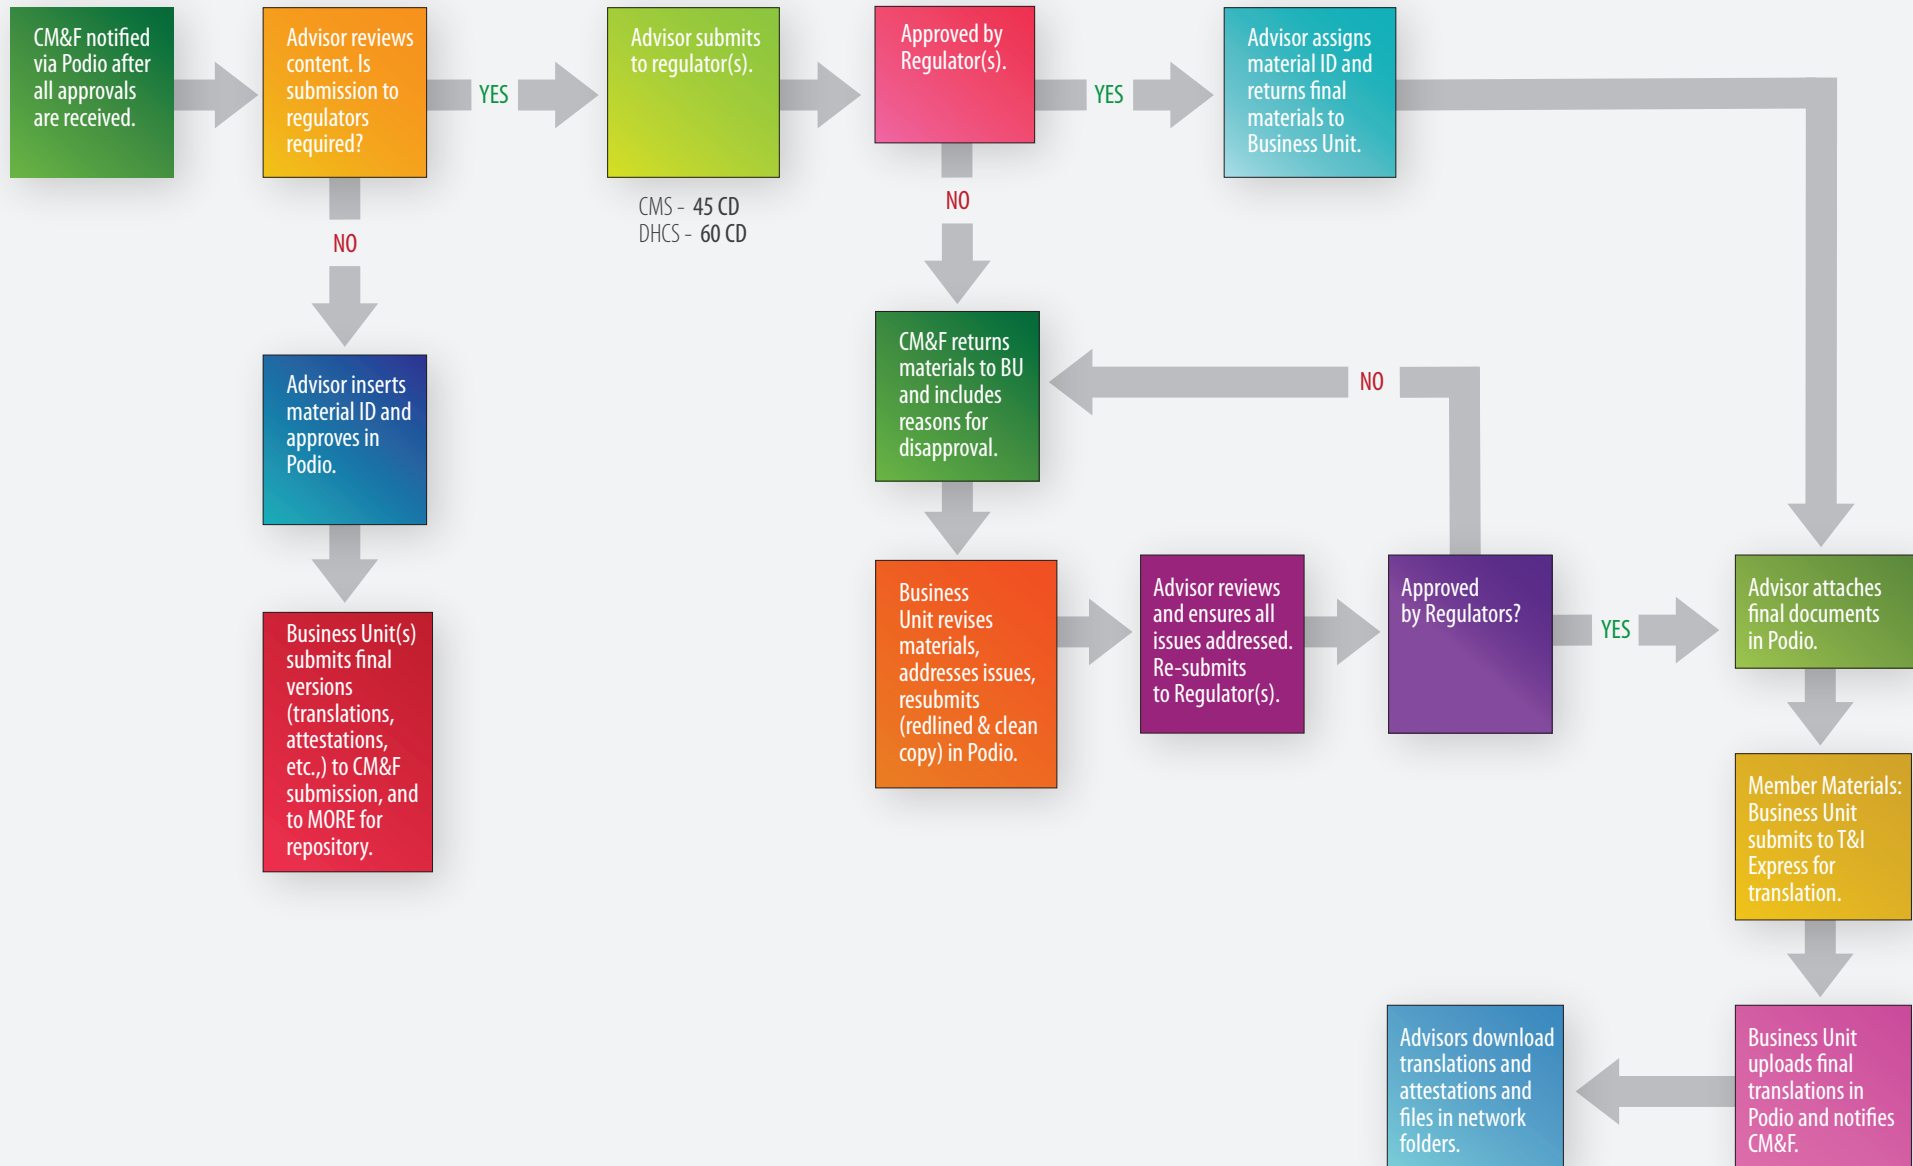 CM&F notified
via Podio after
all approvals
are received.
Advisor reviews
content. Is
submission to
regulators
required?
YES
Advisor submits
to regulator(s).
CMS - 45 CD
DHCS - 60 CD
Approved by
Regulator(s).
YES
Advisor assigns
material ID and
returns final
materials to
Business Unit.
NO
NO
Advisor inserts
material ID and
approves in
Podio.
Business Unit(s)
submits final
versions
(translations,
attestations,
etc.,) to CM&F
submission, and
to MORE for
repository.
CM&F returns
materials to BU
and includes
reasons for
disapproval.
NO
Business
Unit revises
materials,
addresses issues,
resubmits
(redlined & clean
copy) in Podio.
Advisor reviews
and ensures all
issues addressed.
Re-submits
to Regulator(s).
Approved
by Regulators?
YES
Advisor attaches
final documents
in Podio.
Member Materials:
Business Unit
submits to T&I
Express for
translation.
Business Unit
uploads final
translations in
Podio and notifies
CM&F.
Advisors download
translations and
attestations and
files in network
folders.